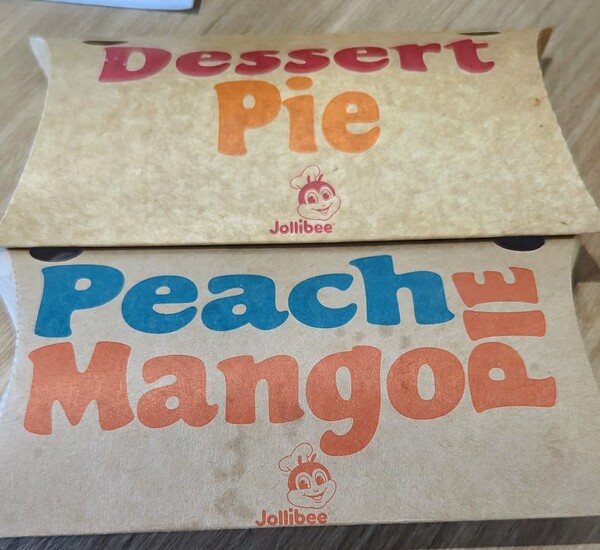 Dessert
Pie
Jollibee
Peach
Mango
PIE
Jollibee